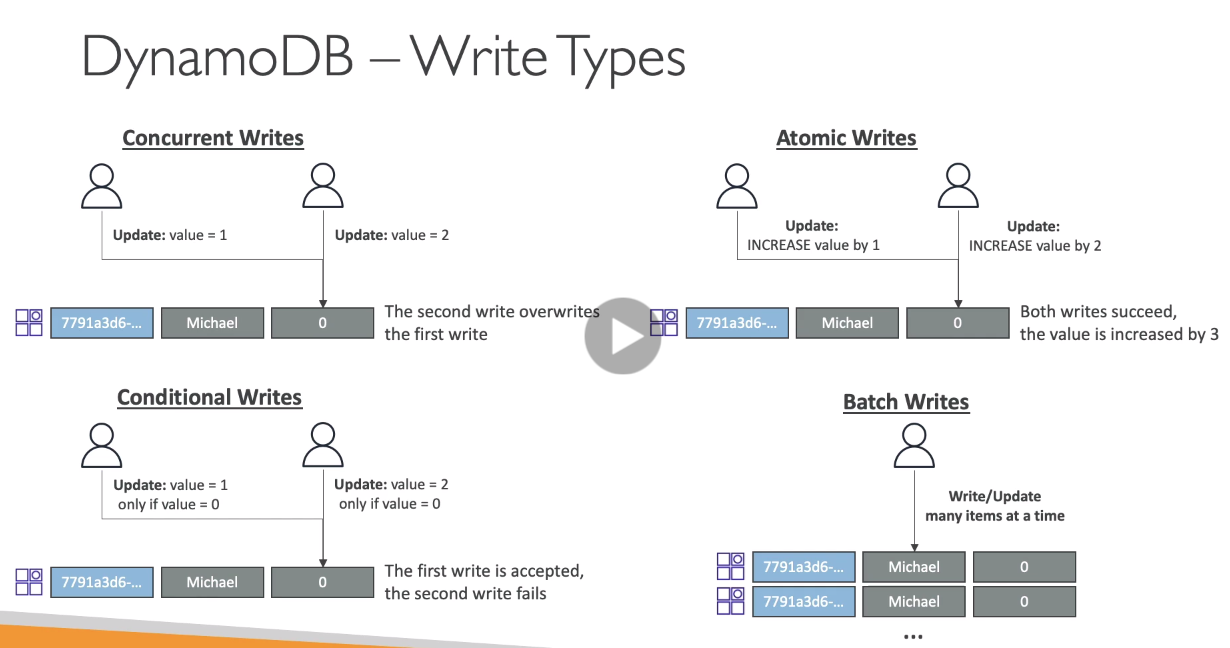 DynamoDB – Write Types
Concurrent Writes
Update: value = 1
Update: value = 2
7791a3d6-...
Michael
0
The second write overwrites
the first write
Atomic Writes
Update:
INCREASE value by 1
Update:
INCREASE value by 2
7791a3d6-...
Michael
0
Both writes succeed,
the value is increased by 3
Conditional Writes
Update: value = 1
only if value = 0
Update: value = 2
only if value = 0
7791a3d6-...
Michael
0
The first write is accepted,
the second write fails
Batch Writes
Write/Update
many items at a time
7791a3d6-...
Michael
0
7791a3d6-...
Michael
0
...